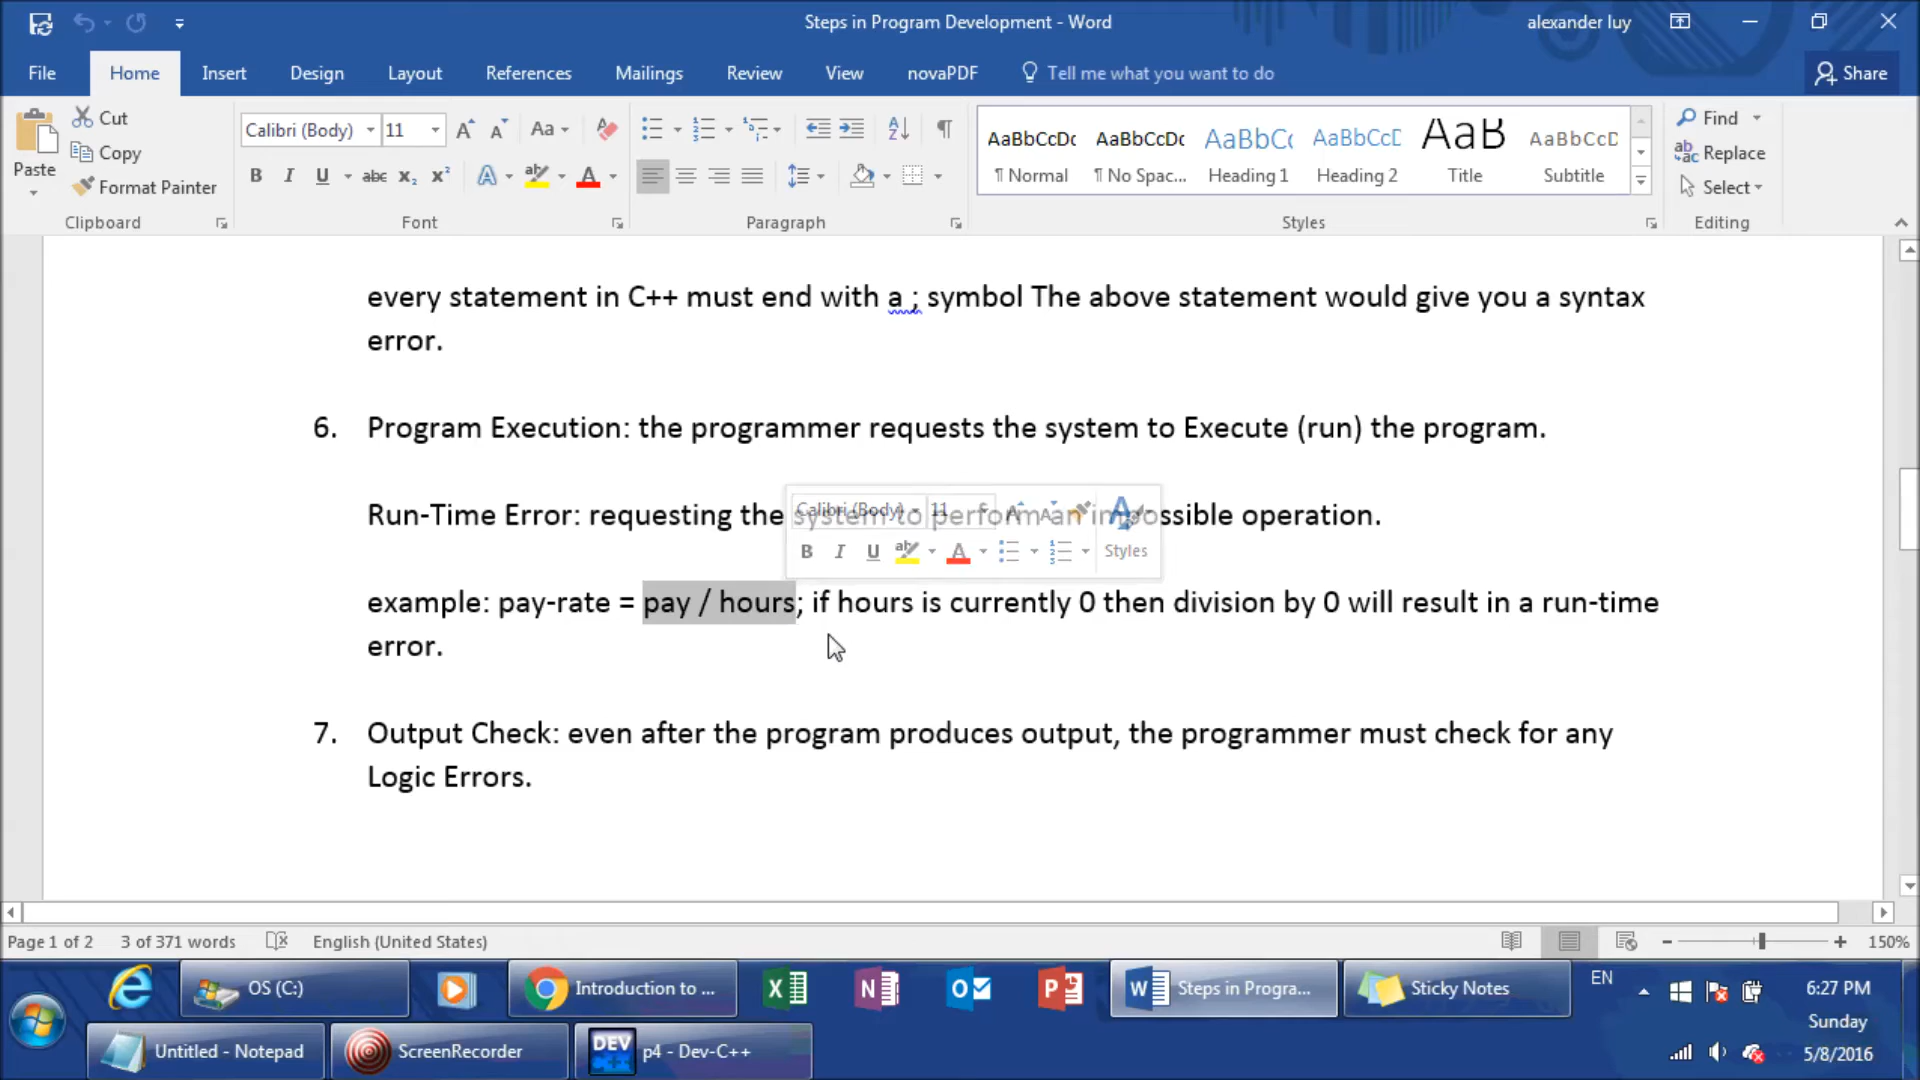 Steps in Program Development - Word
alexander luy
File Home Insert Design Layout References Mailings Review View novaPDF Tell me what you want to do Share
Paste
Cut
Copy
Format Painter
Clipboard
Calibri (Body) 11
Font
Paragraph
AaBbCcDc AaBbCcDc AaBbCc AaBbCcD AaB AaBbCcD
¶ Normal ¶ No Spac... Heading 1 Heading 2 Title Subtitle
Styles
Find
Replace
Select
Editing
every statement in C++ must end with a ; symbol The above statement would give you a syntax
error.
6. Program Execution: the programmer requests the system to Execute (run) the program.
Run-Time Error: requesting the system to perform an impossible operation.
Calibri (Body) 11
B I U Styles
example: pay-rate = pay / hours; if hours is currently 0 then division by 0 will result in a run-time
error.
7. Output Check: even after the program produces output, the programmer must check for any
Logic Errors.
Page 1 of 2 3 of 371 words English (United States) 150%
OS (C:) Introduction to ... Steps in Progra... Sticky Notes EN 6:27 PM
Sunday
Untitled - Notepad ScreenRecorder p4 - Dev-C++ 5/8/2016